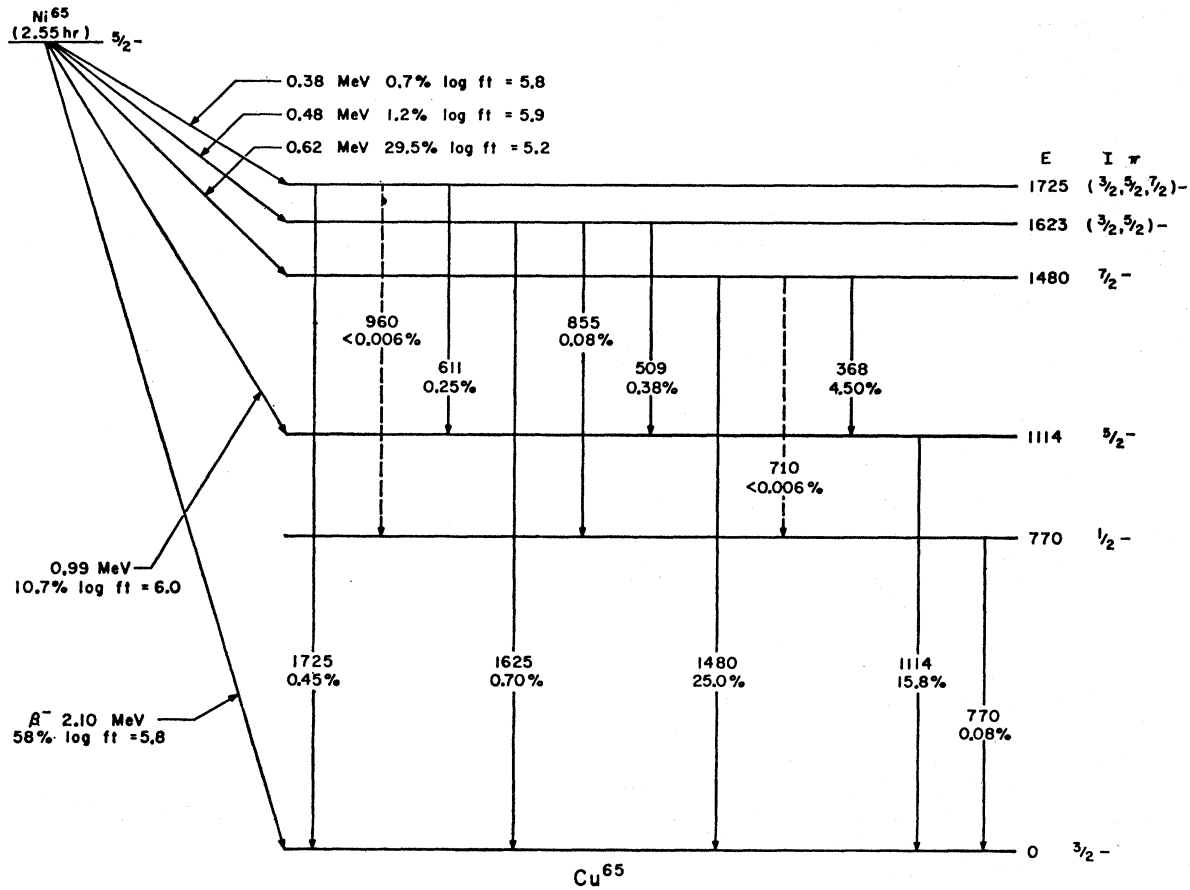 Ni⁶⁵
(2.55hr)
5/2-
0.38 MeV 0.7% log ft = 5.8
0.48 MeV 1.2% log ft = 5.9
0.62 MeV 29.5% log ft = 5.2
E I π
1725 (3/2,5/2,7/2)-
1623 (3/2,5/2)-
1480 7/2-
960
<0.006%
855
0.08%
611
0.25%
509
0.38%
368
4.50%
1114 5/2-
710
<0.006%
770 1/2-
0.99 MeV
10.7% log ft = 6.0
1725
0.45%
1625
0.70%
1480
25.0%
1114
15.8%
770
0.08%
β⁻ 2.10 MeV
58% log ft = 5.8
0 3/2-
Cu⁶⁵